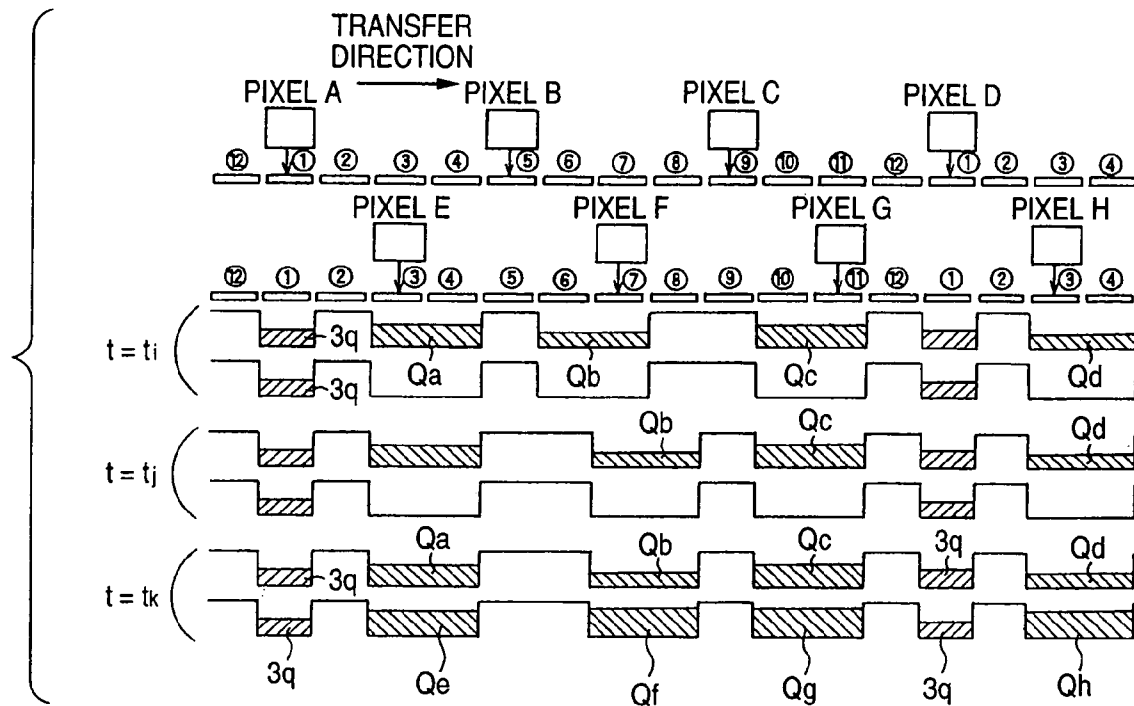 TRANSFER
DIRECTION
PIXEL A PIXEL B PIXEL C PIXEL D
⑫ ① ② ③ ④ ⑤ ⑥ ⑦ ⑧ ⑨ ⑩ ⑪ ⑫ ① ② ③ ④
PIXEL E PIXEL F PIXEL G PIXEL H
⑫ ① ② ③ ④ ⑤ ⑥ ⑦ ⑧ ⑨ ⑩ ⑪ ⑫ ① ② ③ ④
t = ti
3q
Qa Qb Qc Qd
3q
Qb Qc Qd
t = tj
Qa Qb Qc 3q Qd
3q
t = tk
3q Qe Qf Qg 3q Qh